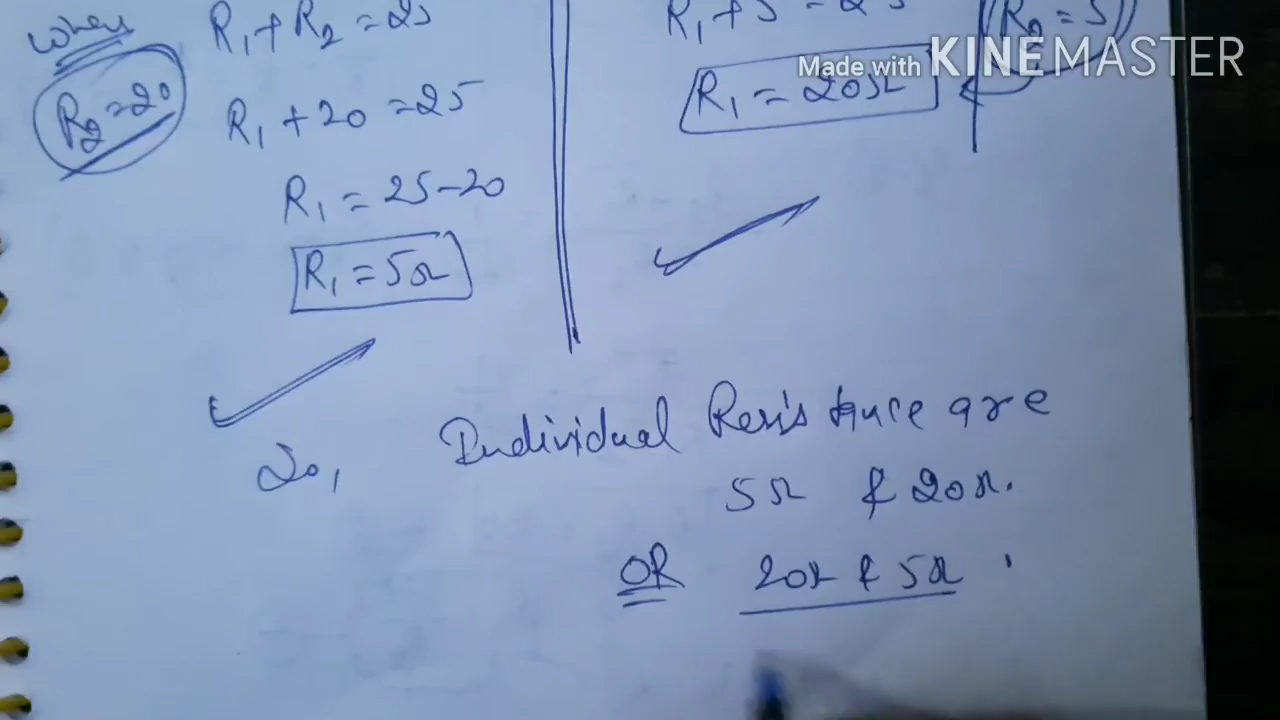 when
R₂ = 20
R₁ + R₂ = 25
R₁ + 20 = 25
R₁ = 25 - 20
R₁ = 5Ω
R₁ + 5 = 25
R₂ = 5
R₁ = 20Ω
Made with KINEMASTER
So, Individual Resistance are
5Ω & 20Ω.
OR 20Ω & 5Ω.